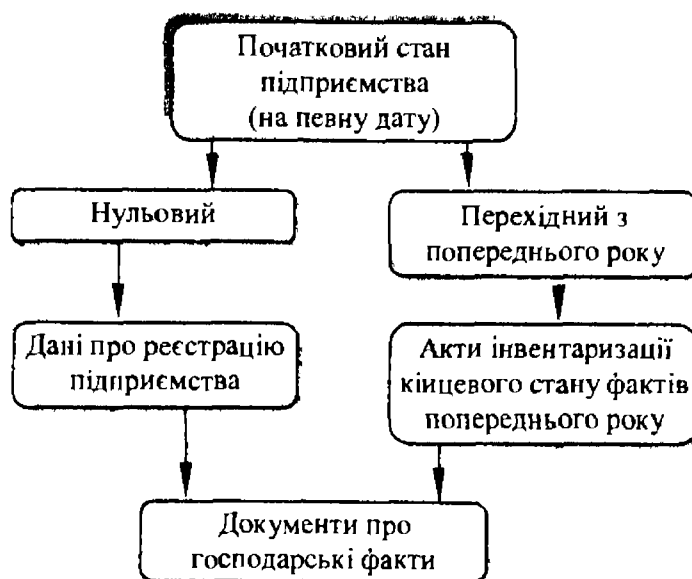 Початковий стан
підприємства
(на певну дату)
Нульовий
Перехідний з
попереднього року
Дані про реєстрацію
підприємства
Акти інвентаризації
кінцевого стану фактів
попереднього року
Документи про
господарські факти